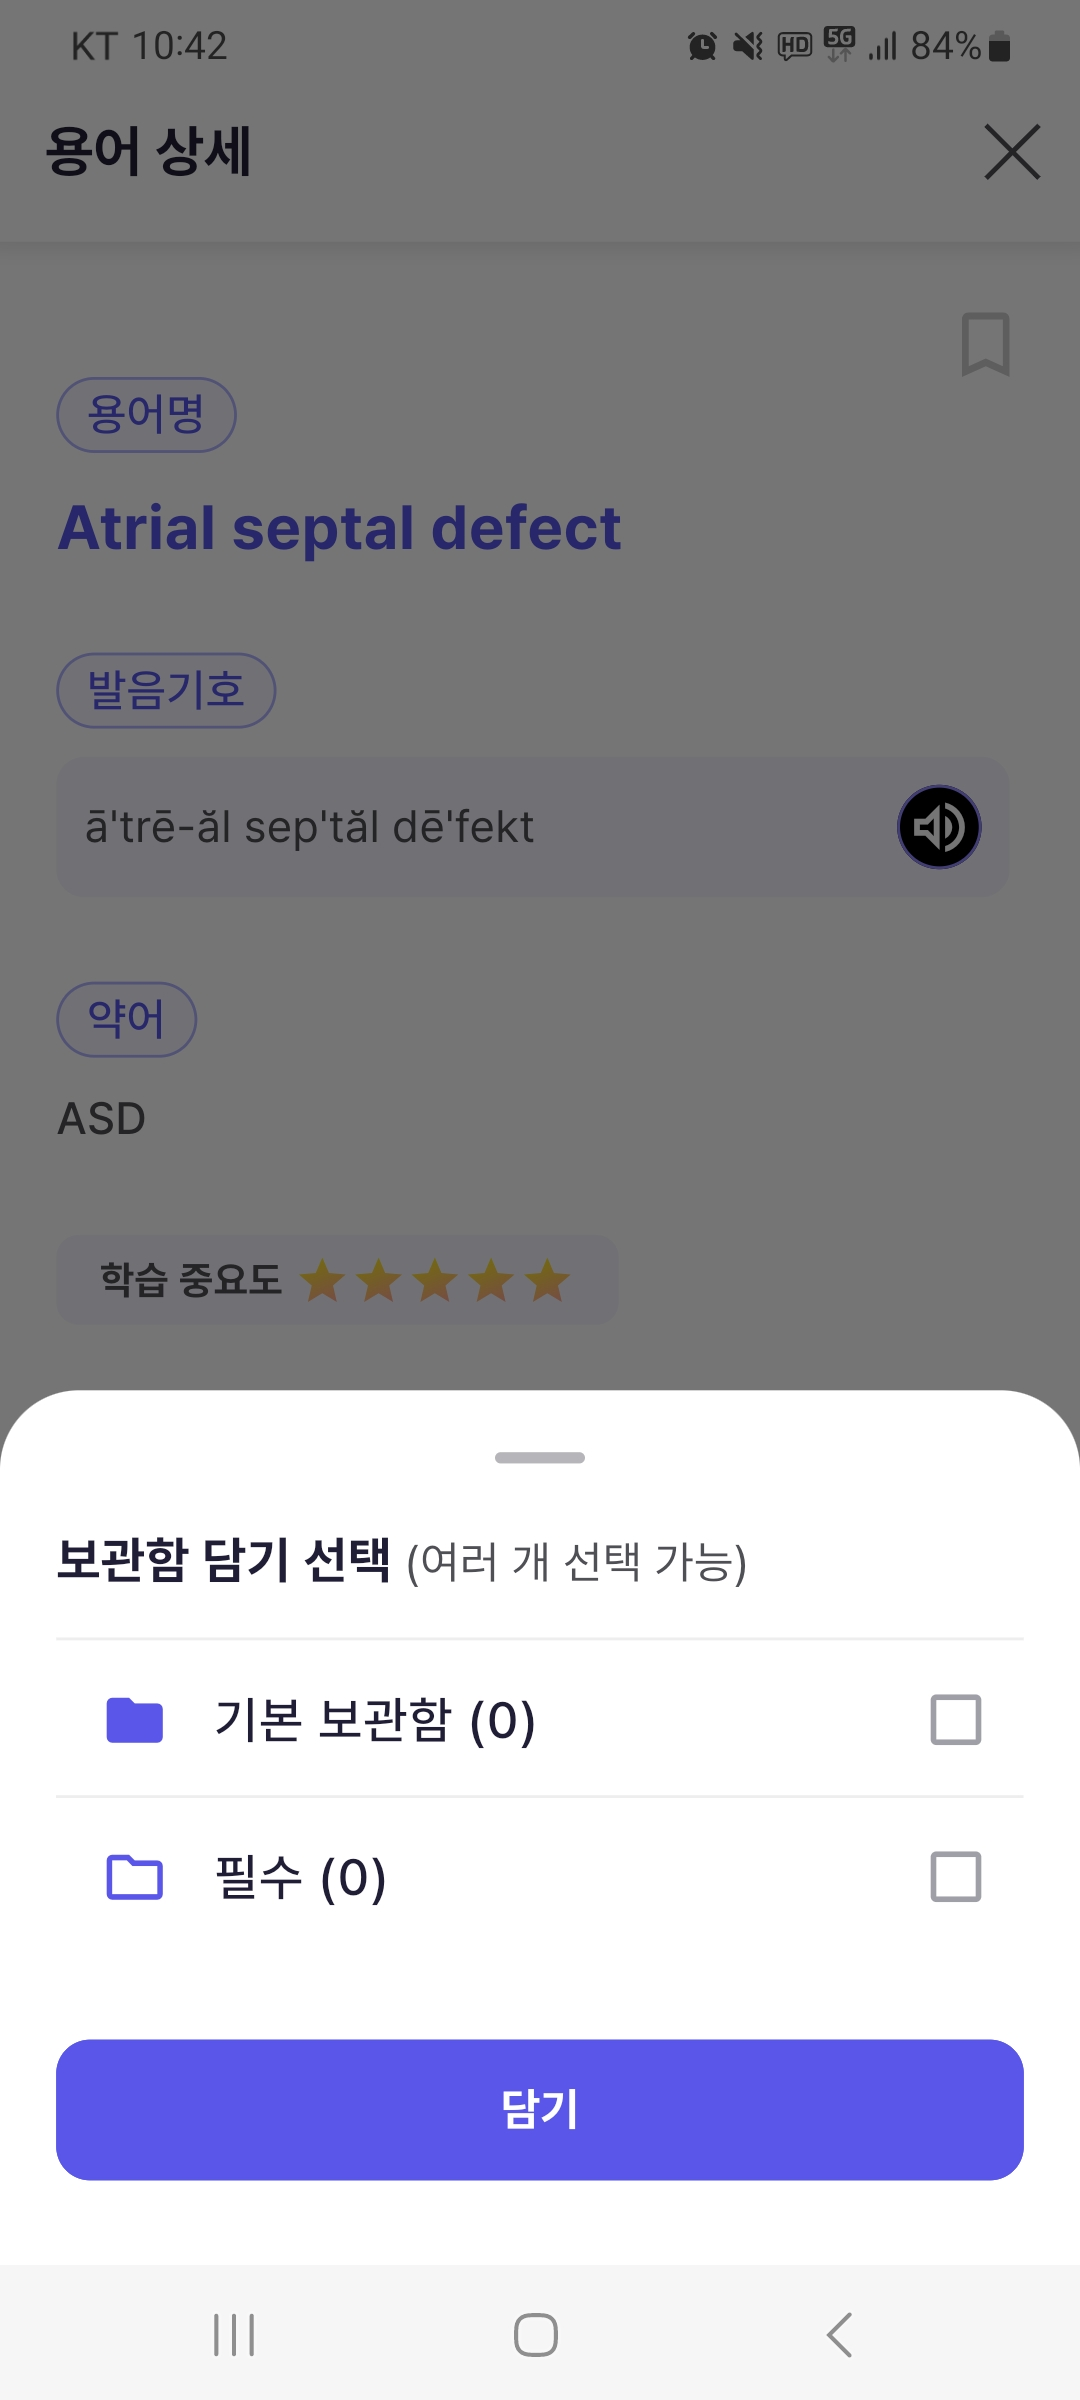 KT 10:42 HD 5G 84%
용어 상세
용어명
Atrial septal defect
발음기호
ā'trē-ăl sep'tăl dē'fekt
약어
ASD
학습 중요도
보관함 담기 선택 (여러 개 선택 가능)
기본 보관함 (0)
필수 (0)
담기